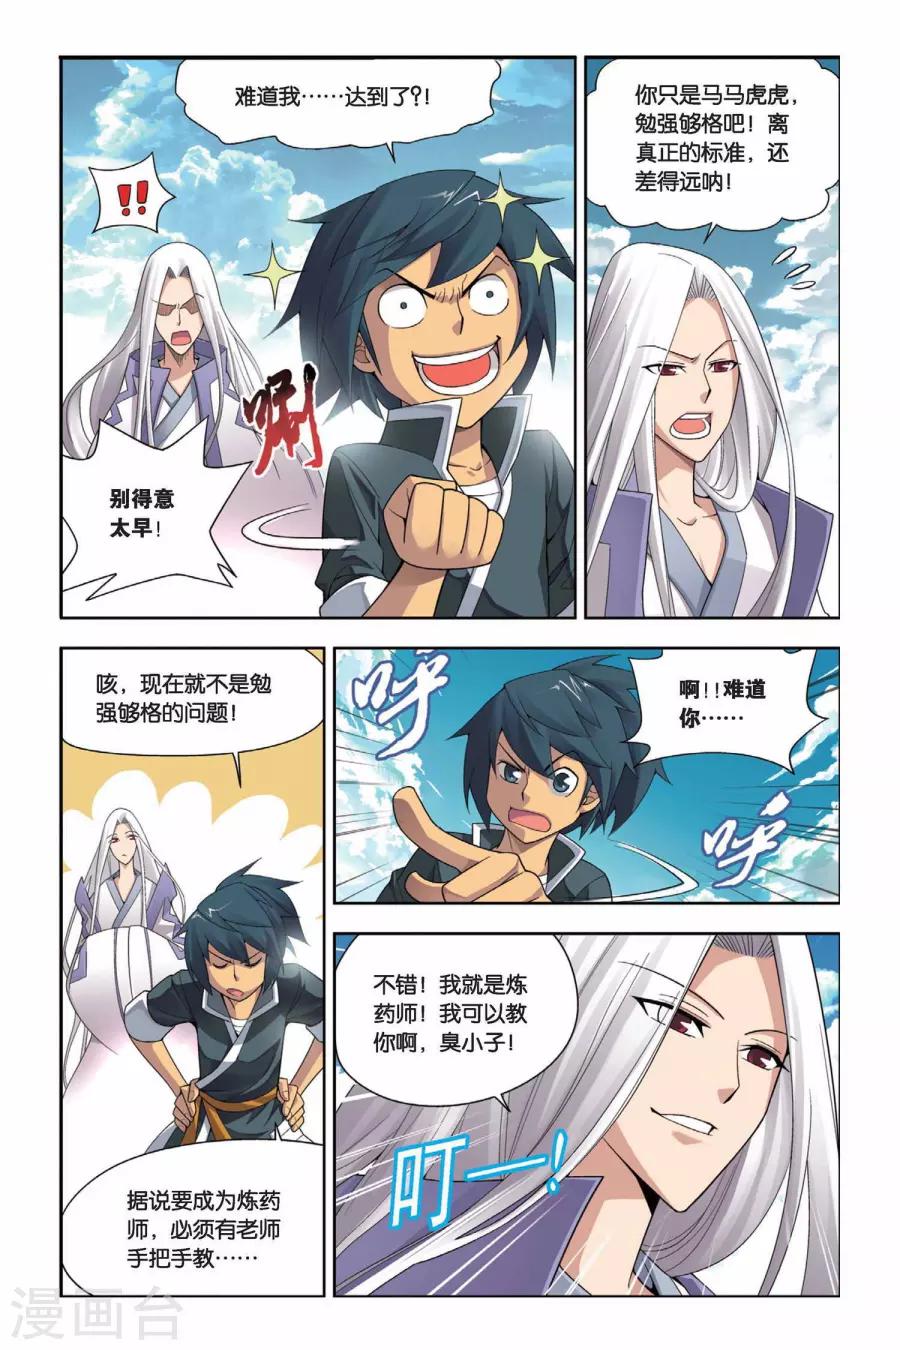 难道我……达到了?!
!!
唰
别得意
太早!
你只是马马虎虎，
勉强够格吧! 离
真正的标准，还
差得远呐!
咳，现在就不是勉
强够格的问题!
据说要成为炼药
师，必须有老师
手把手教……
呼
啊!!难道
你……
呼
不错! 我就是炼
药师! 我可以教
你啊，臭小子!
叮一!
漫画台